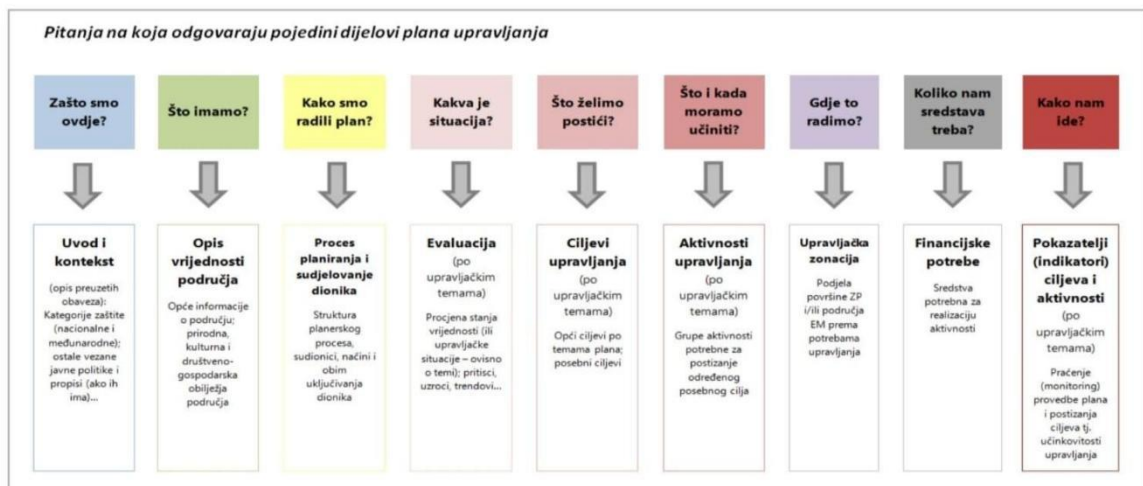 Pitanja na koja odgovaraju pojedini dijelovi plana upravljanja
Zašto smo
ovdje?
Što imamo?
Kako smo
radili plan?
Kakva je
situacija?
Što želimo
postići?
Što i kada
moramo
učiniti?
Gdje to
radimo?
Koliko nam
sredstava
treba?
Kako nam
ide?
Uvod i
kontekst
(opis preuzetih
obaveza):
Kategorije zaštite
(nacionalne i
međunarodne);
ostale vezane
javne politike i
propisi (ako ih
ima)...
Opis
vrijednosti
područja
Opće informacije
o području;
prirodna,
kulturna i
društveno-
gospodarska
obilježja
područja
Proces
planiranja i
sudjelovanje
dionika
Struktura
planerskog
procesa,
sudionici, načini i
obim
uključivanja
dionika
Evaluacija
(po
upravljačkim
temama)
Procjena stanja
vrijednosti (ili
upravljačke
situacije – ovisno
o temi); pritisci,
uzroci, trendovi...
Ciljevi
upravljanja
(po
upravljačkim
temama)
Opći ciljevi po
temama plana;
posebni ciljevi
Aktivnosti
upravljanja
(po
upravljačkim
temama)
Grupe aktivnosti
potrebne za
postizanje
određenog
posebnog cilja
Upravljačka
zonacija
Podjela
površine ZP
i/ili područja
EM prema
potrebama
upravljanja
Financijske
potrebe
Sredstva
potrebna za
realizaciju
aktivnosti
Pokazatelji
(indikatori)
ciljeva i
aktivnosti
(po
upravljačkim
temama)
Praćenje
(monitoring)
provedbe plana
i postizanja
ciljeva tj.
učinkovitosti
upravljanja